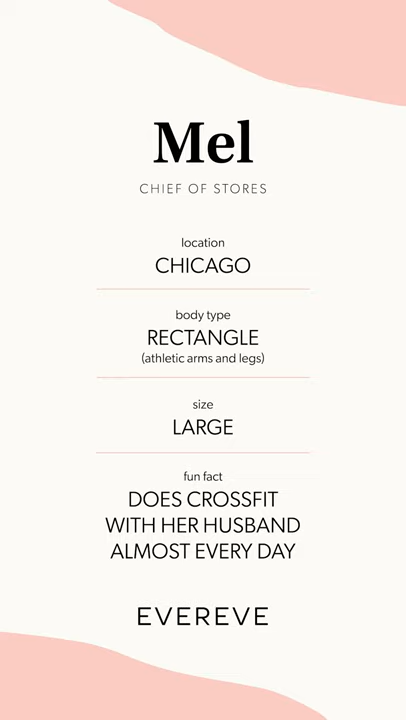 Mel
CHIEF OF STORES
location
CHICAGO
body type
RECTANGLE
(athletic arms and legs)
size
LARGE
fun fact
DOES CROSSFIT
WITH HER HUSBAND
ALMOST EVERY DAY
EVEREVE